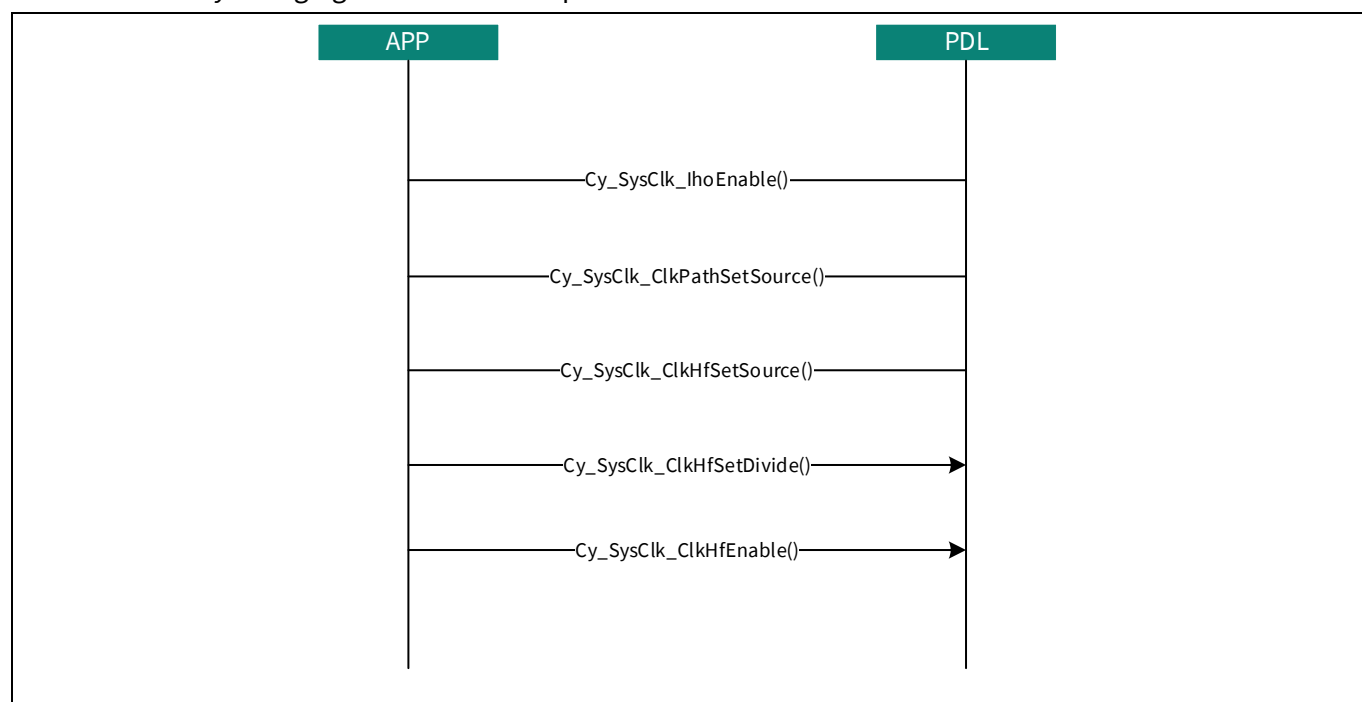 APP PDL
Cy_SysClk_IhoEnable()
Cy_SysClk_ClkPathSetSource()
Cy_SysClk_ClkHfSetSource()
Cy_SysClk_ClkHfSetDivide()
Cy_SysClk_ClkHfEnable()